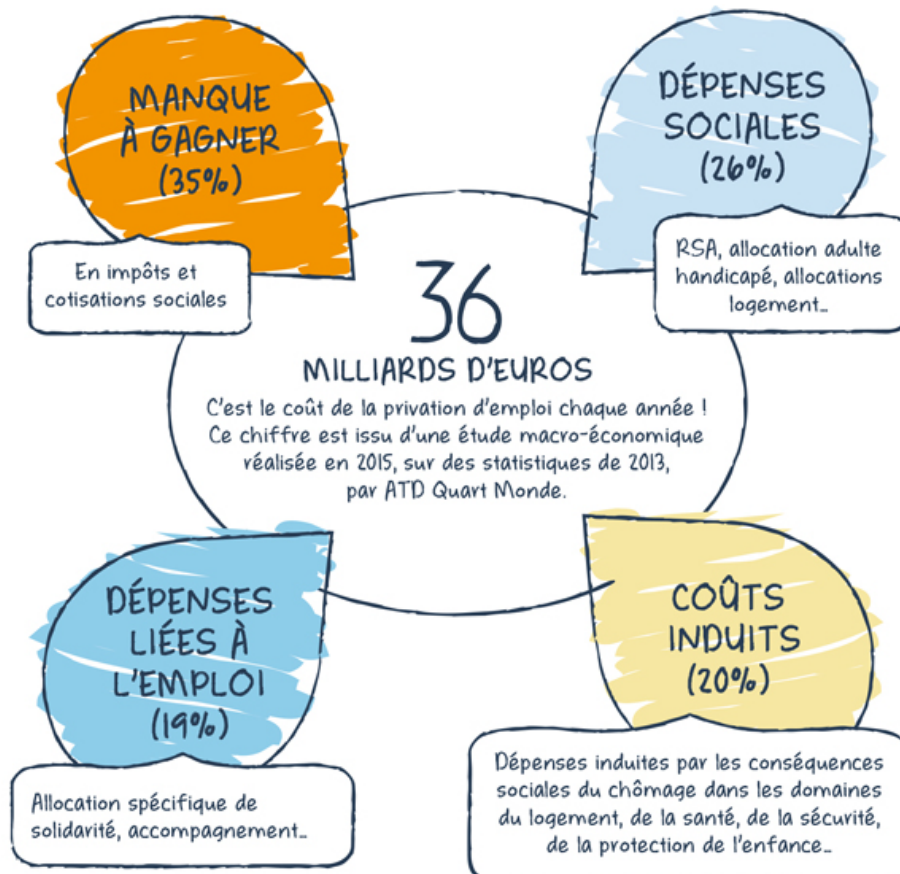 MANQUE
À GAGNER
(35%)
En impôts et
cotisations sociales
DÉPENSES
SOCIALES
(26%)
RSA, allocation adulte
handicapé, allocations
logement...
36
MILLIARDS D'EUROS
C'est le coût de la privation d'emploi chaque année !
Ce chiffre est issu d'une étude macro-économique
réalisée en 2015, sur des statistiques de 2013,
par ATD Quart Monde.
DÉPENSES
LIÉES À
L'EMPLOI
(19%)
Allocation spécifique de
solidarité, accompagnement...
COÛTS
INDUITS
(20%)
Dépenses induites par les conséquences
sociales du chômage dans les domaines
du logement, de la santé, de la sécurité,
de la protection de l'enfance...